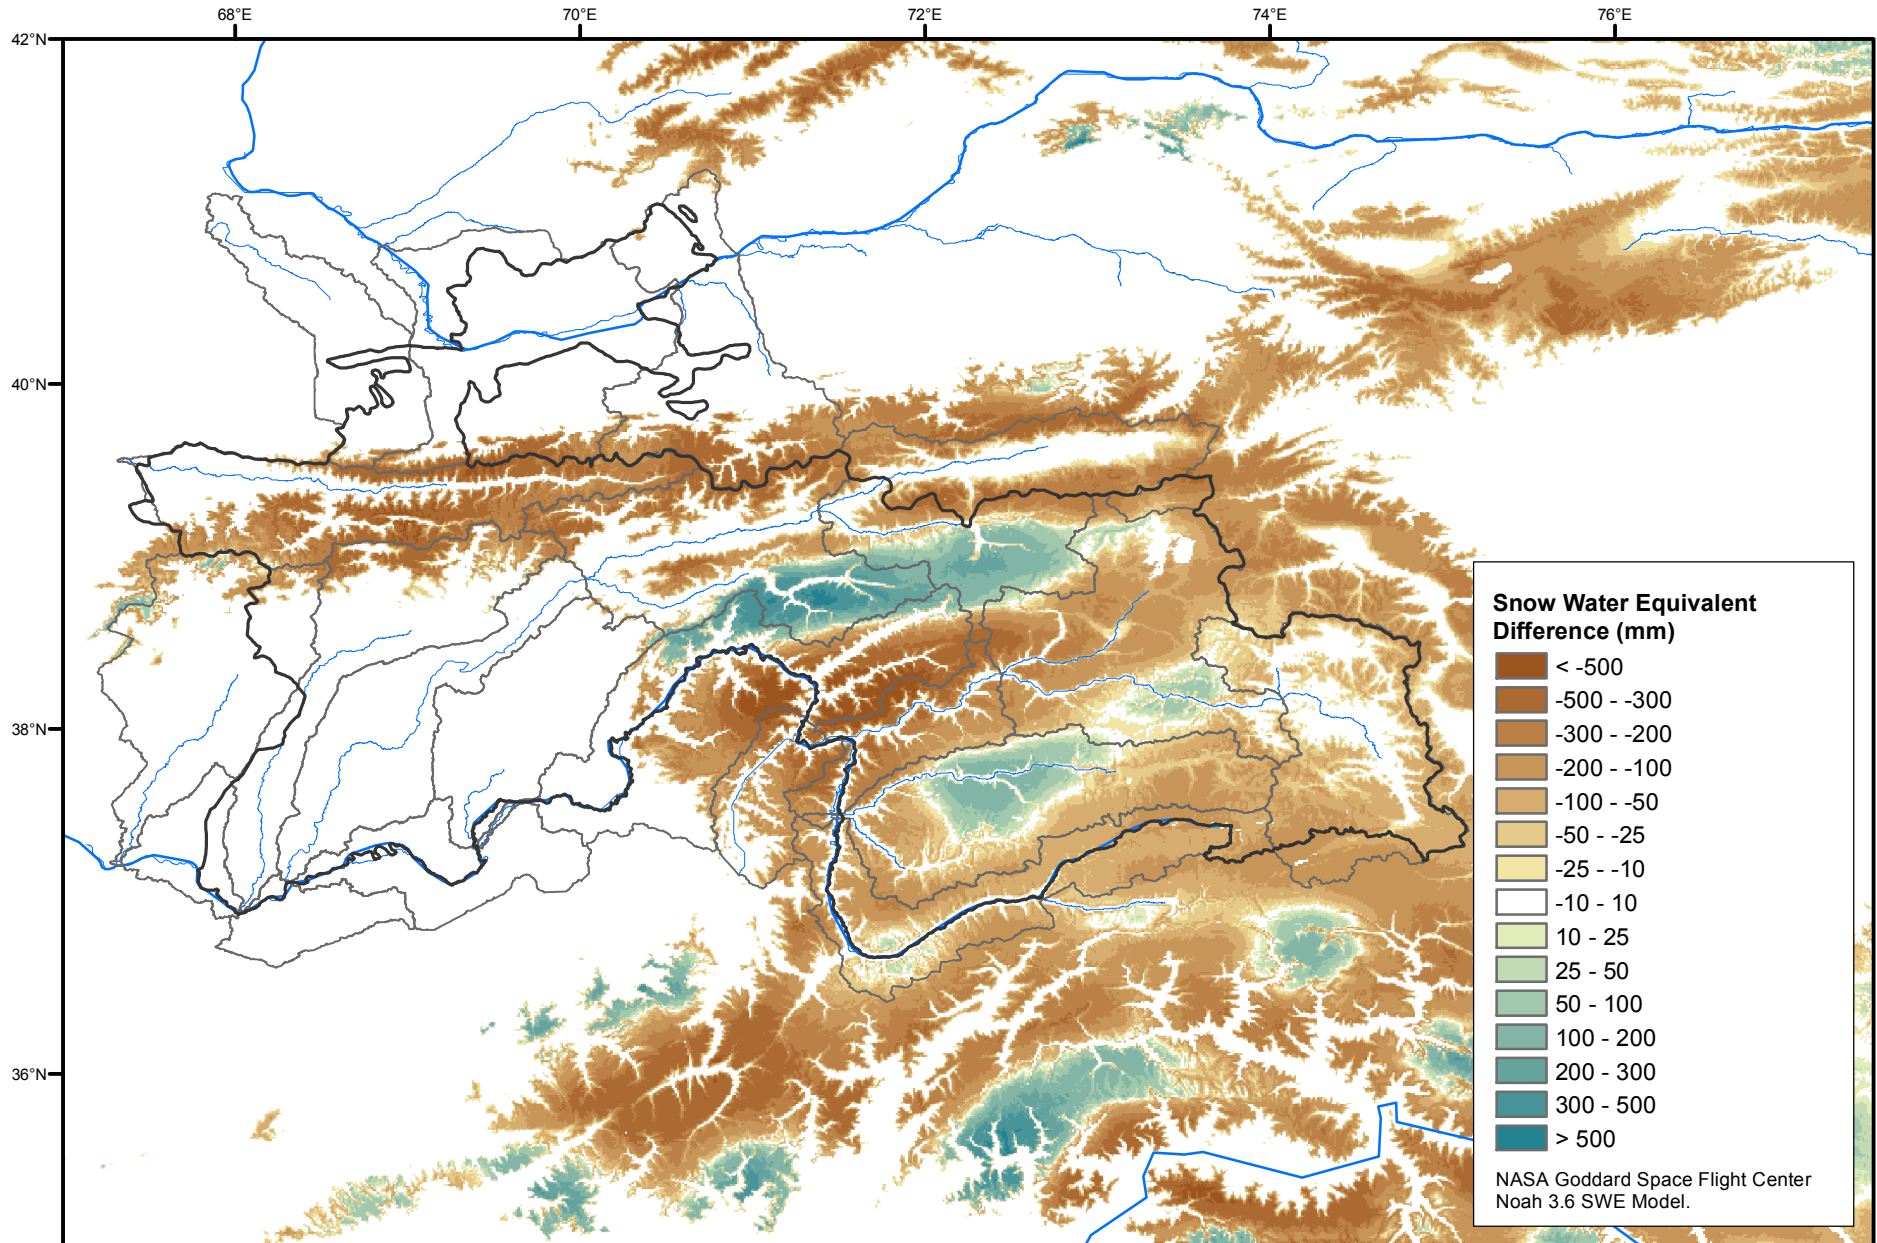 68°E
70°E
72°E
74°E
76°E
42°N
40°N
38°N
36°N
Snow Water Equivalent
Difference (mm)
< -500
-500 - -300
-300 - -200
-200 - -100
-100 - -50
-50 - -25
-25 - -10
-10 - 10
10 - 25
25 - 50
50 - 100
100 - 200
200 - 300
300 - 500
> 500
NASA Goddard Space Flight Center
Noah 3.6 SWE Model.